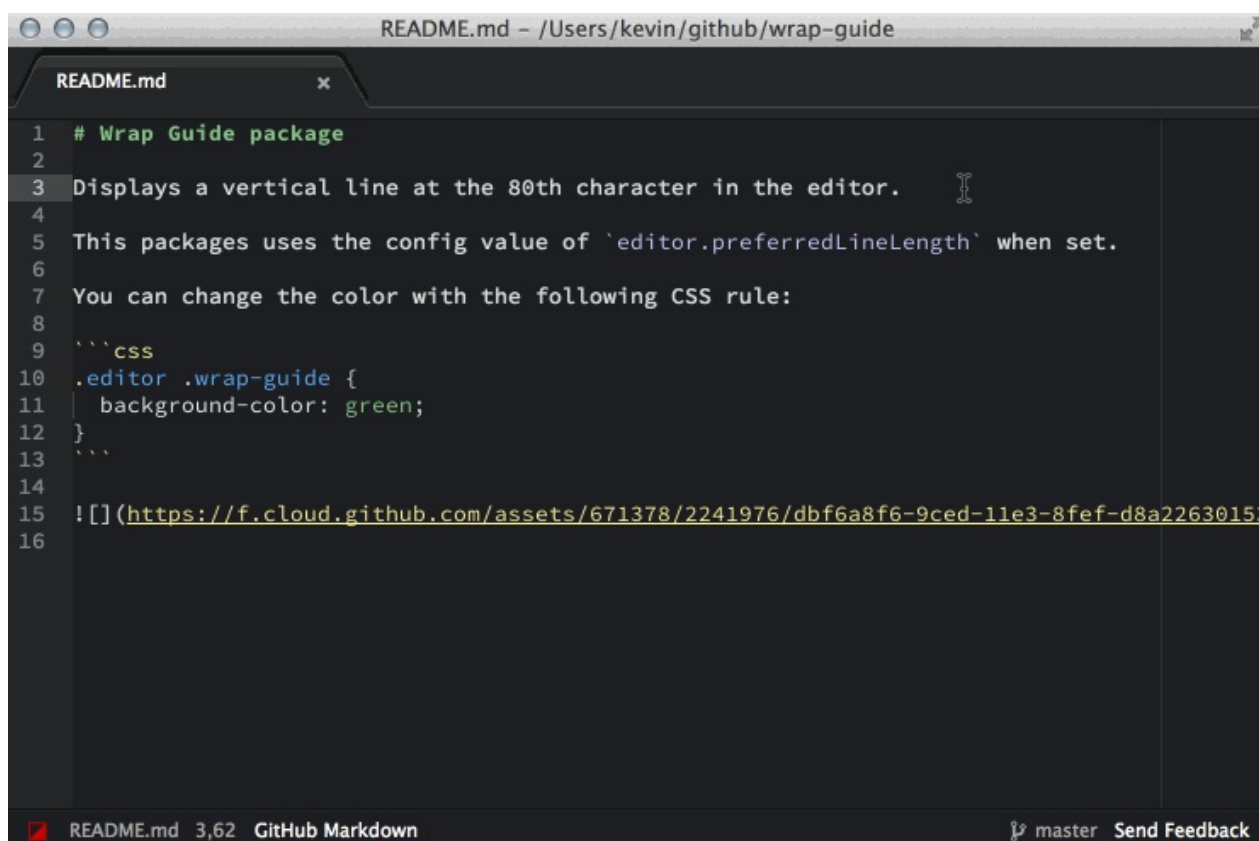 README.md – /Users/kevin/github/wrap-guide
README.md
1 # Wrap Guide package
2
3 Displays a vertical line at the 80th character in the editor.
4
5 This packages uses the config value of `editor.preferredLineLength` when set.
6
7 You can change the color with the following CSS rule:
8
9 ```css
10 .editor .wrap-guide {
11   background-color: green;
12 }
13 ```
14
15 ![](https://f.cloud.github.com/assets/671378/2241976/dbf6a8f6-9ced-11e3-8fef-d8a226301
16
README.md 3,62 GitHub Markdown master Send Feedback